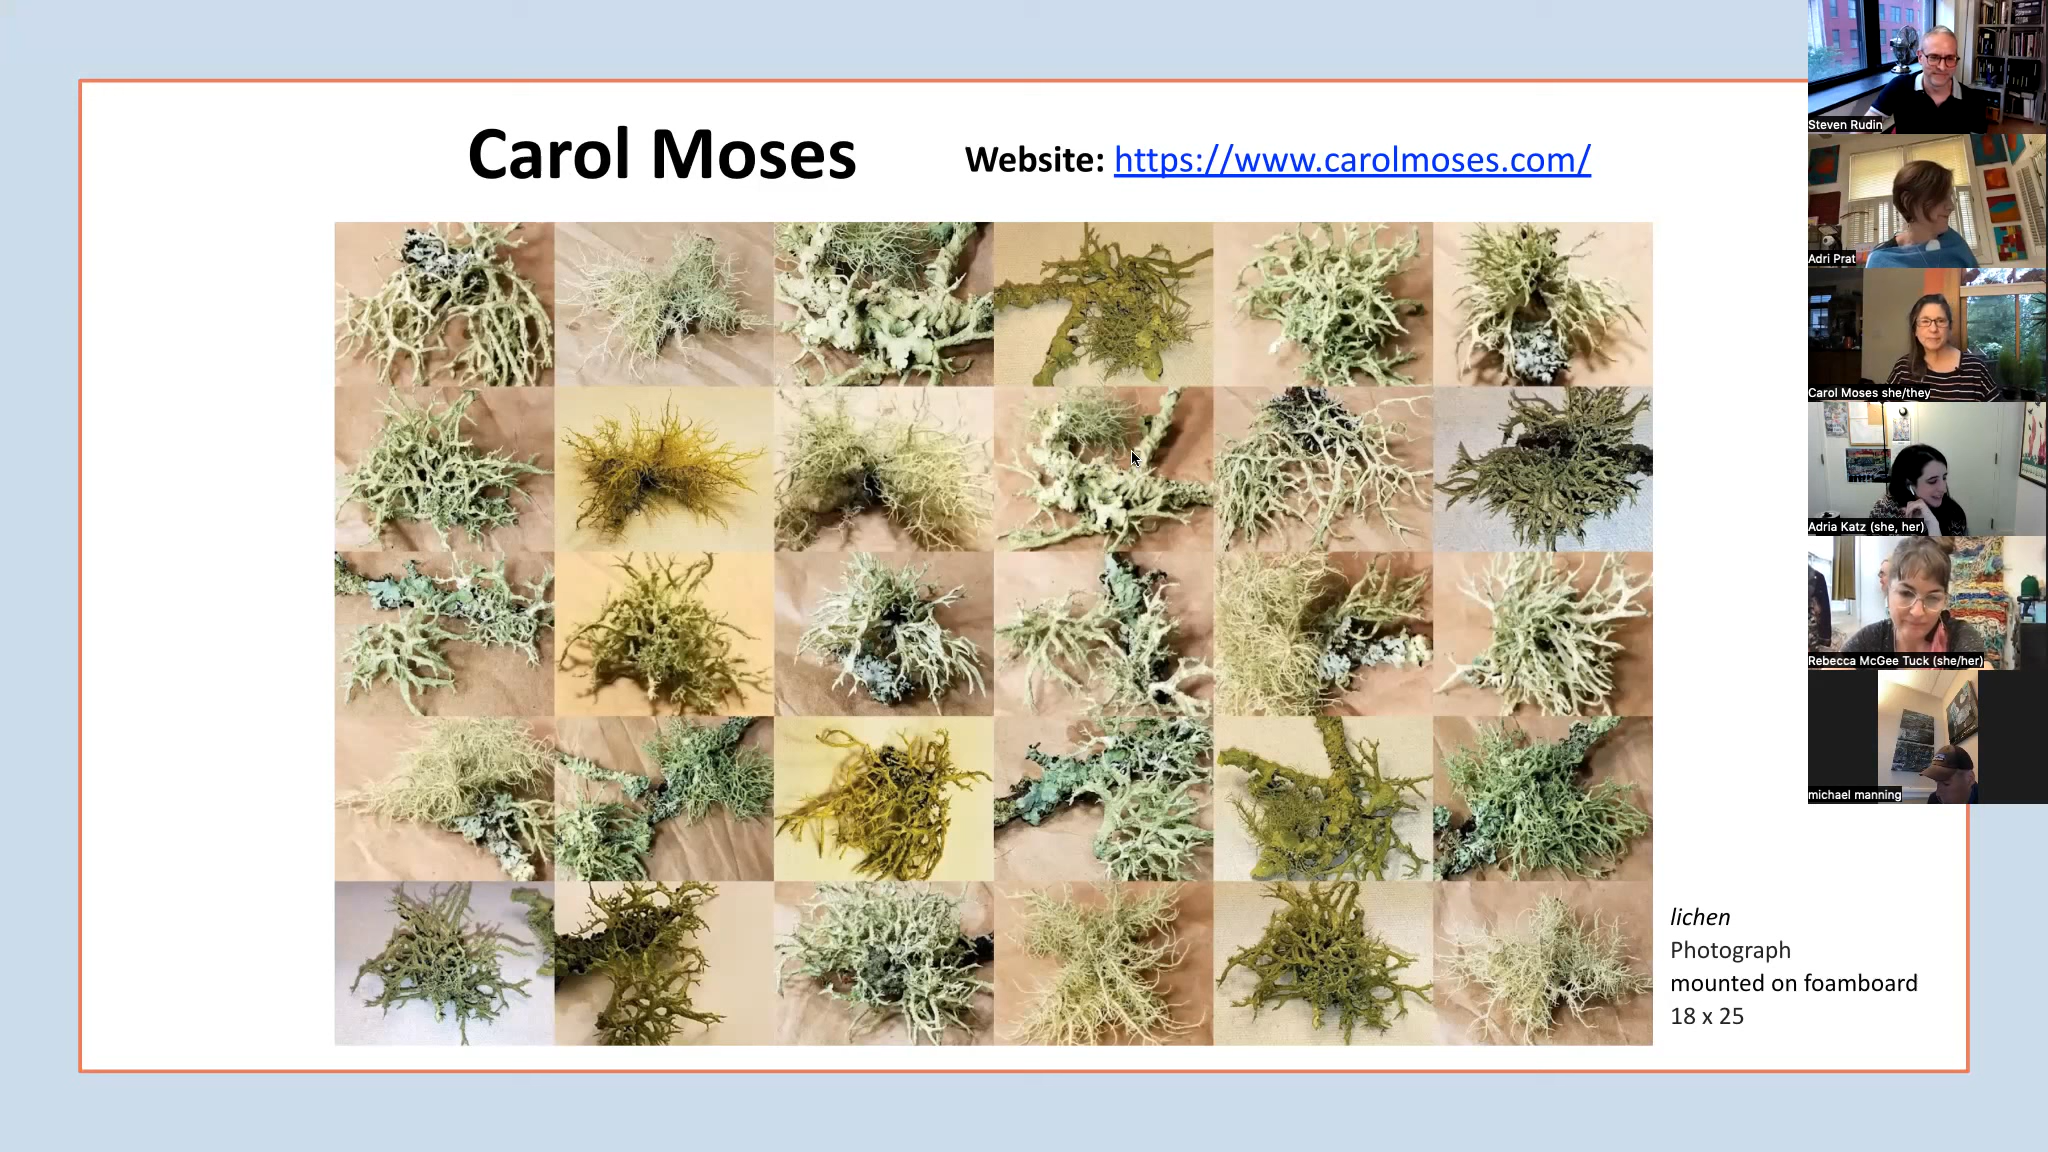 Carol Moses
Website: https://www.carolmoses.com/
lichen
Photograph
mounted on foamboard
18 x 25
Steven Rudin
Adri Prat
Carol Moses she/they
Adria Katz (she, her)
Rebecca McGee Tuck (she/her)
michael manning